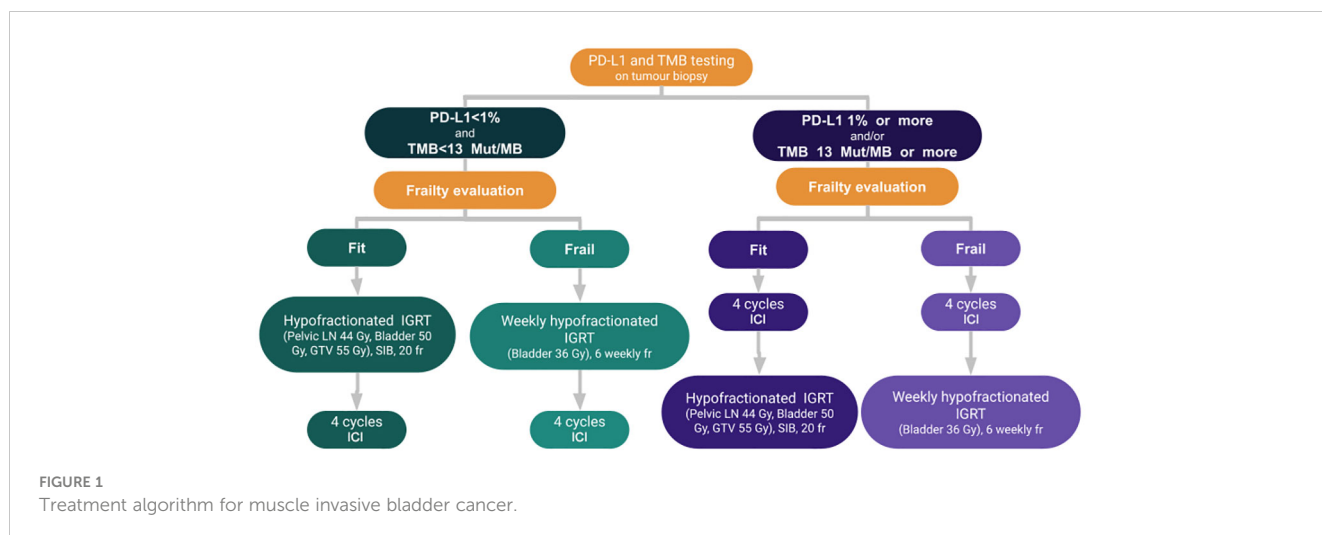 PD-L1 and TMB testing
on tumour biopsy
PD-L1<1%
and
TMB<13 Mut/MB
PD-L1 1% or more
and/or
TMB 13 Mut/MB or more
Frailty evaluation
Frailty evaluation
Fit
Frail
Fit
Frail
Hypofractionated IGRT
(Pelvic LN 44 Gy, Bladder 50
Gy, GTV 55 Gy), SIB, 20 fr
Weekly hypofractionated
IGRT
(Bladder 36 Gy), 6 weekly fr
4 cycles
ICI
4 cycles
ICI
4 cycles
ICI
4 cycles
ICI
Hypofractionated IGRT
(Pelvic LN 44 Gy, Bladder 50
Gy, GTV 55 Gy), SIB, 20 fr
Weekly hypofractionated
IGRT
(Bladder 36 Gy), 6 weekly fr
FIGURE 1
Treatment algorithm for muscle invasive bladder cancer.